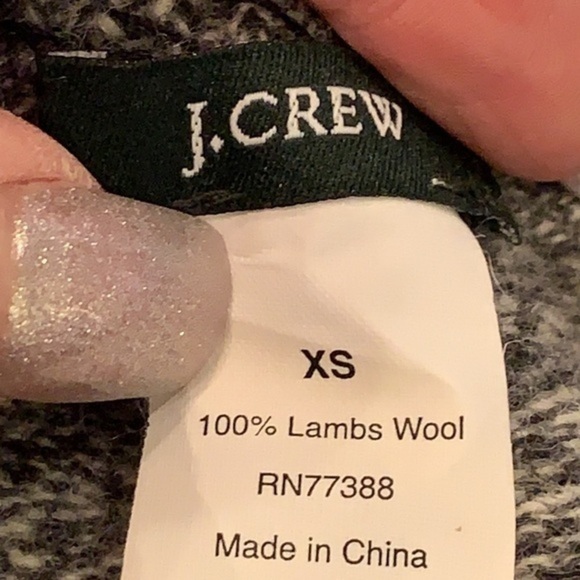 J.CREW
XS
100% Lambs Wool
RN77388
Made in China